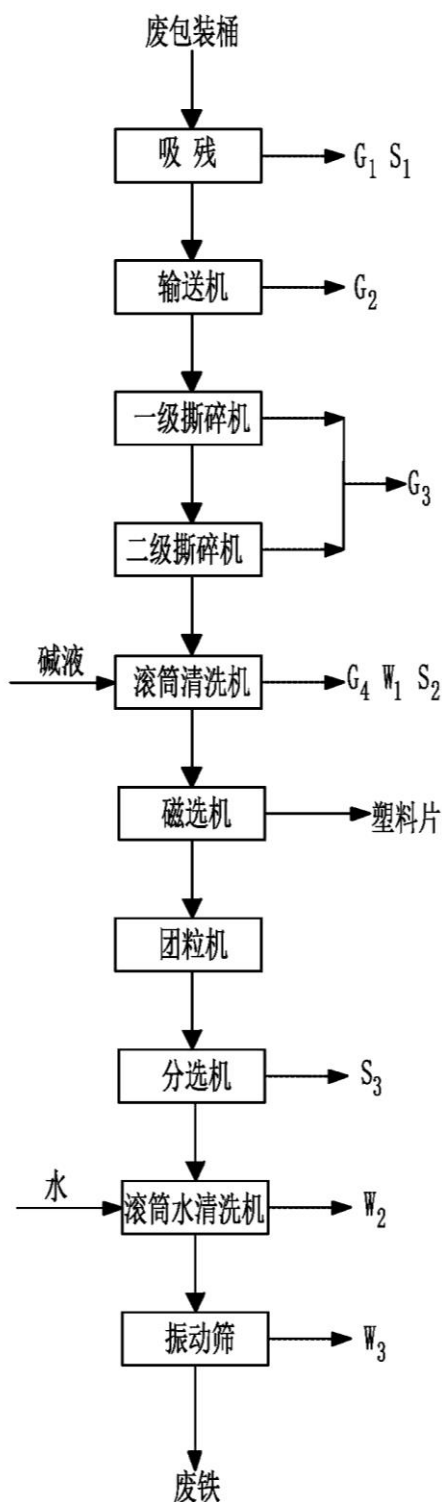 废包装桶
吸 残
G₁ S₁
输送机
G₂
一级撕碎机
G₃
二级撕碎机
碱液
滚筒清洗机
G₄ W₁ S₂
磁选机
塑料片
团粒机
分选机
S₃
水
滚筒水清洗机
W₂
振动筛
W₃
废铁